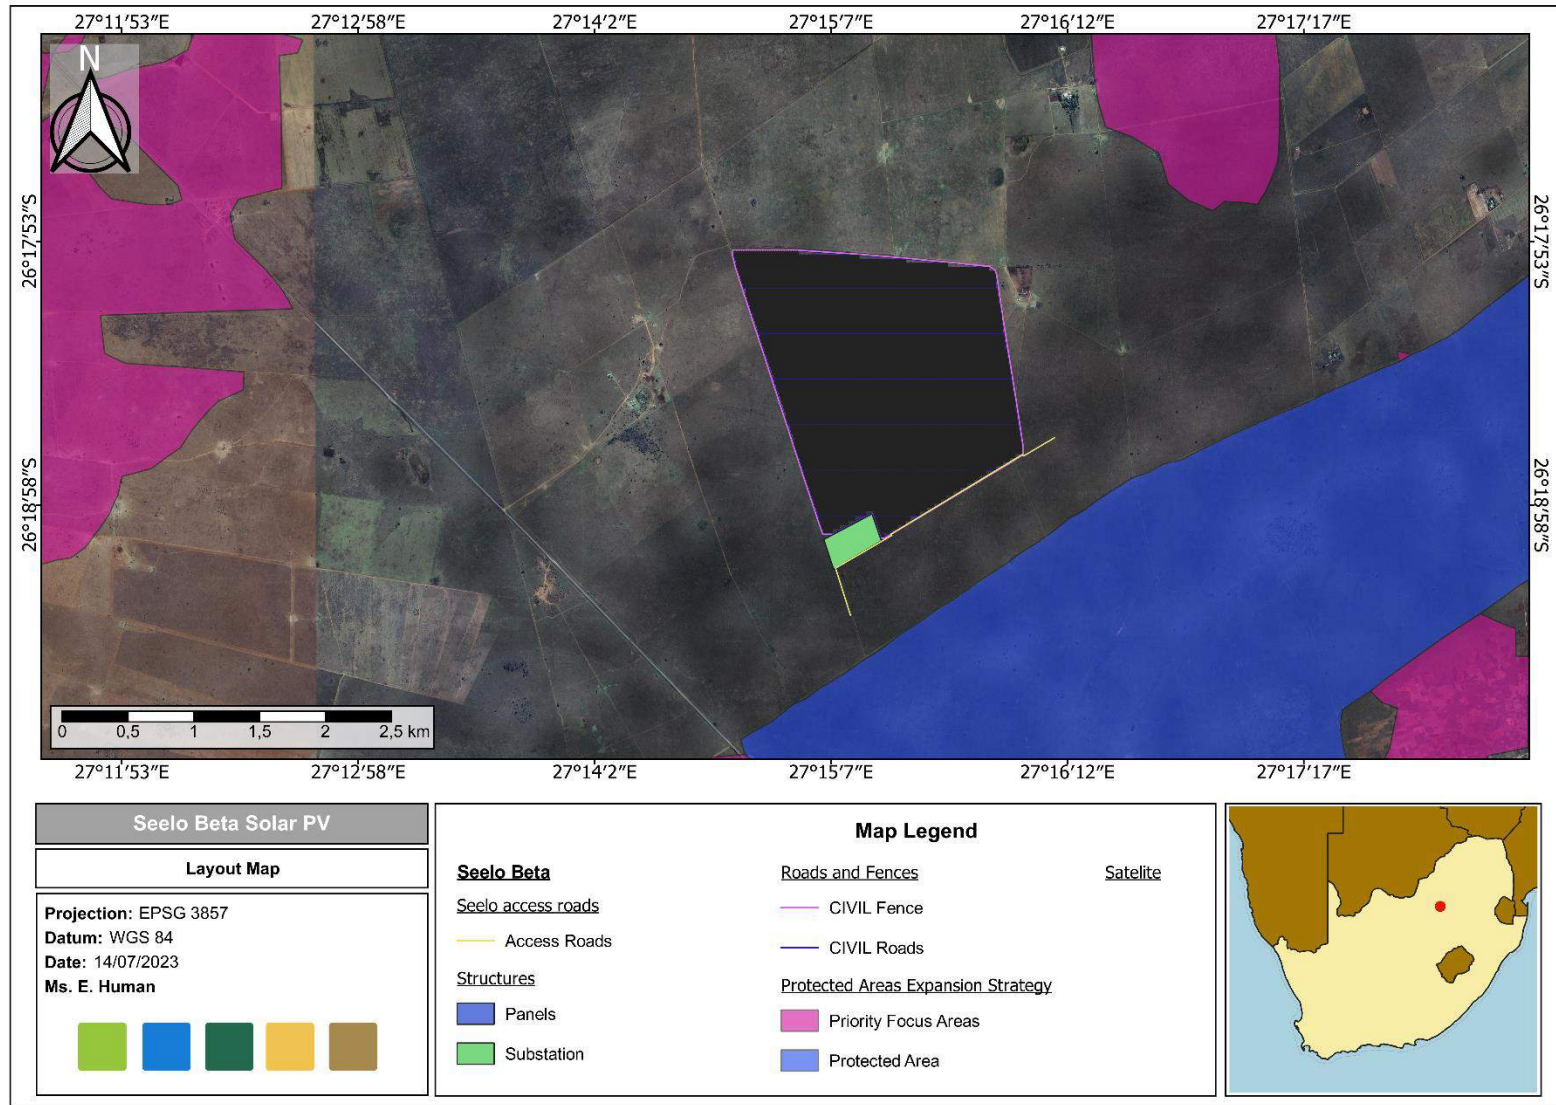 27°11′53″E 27°12′58″E 27°14′2″E 27°15′7″E 27°16′12″E 27°17′17″E
N
26°17′53″S 26°17′53″S
26°18′58″S 26°18′58″S
0 0,5 1 1,5 2 2,5 km
27°11′53″E 27°12′58″E 27°14′2″E 27°15′7″E 27°16′12″E 27°17′17″E
Seelo Beta Solar PV
Layout Map
Projection: EPSG 3857
Datum: WGS 84
Date: 14/07/2023
Ms. E. Human
Map Legend
Seelo Beta
Seelo access roads
Access Roads
Structures
Panels
Substation
Roads and Fences
CIVIL Fence
CIVIL Roads
Protected Areas Expansion Strategy
Priority Focus Areas
Protected Area
Satelite